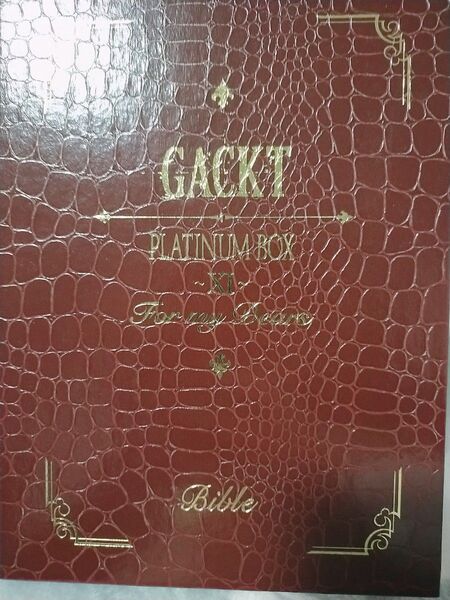 GACKT
PLATINUM BOX
~XI~
For my Dears,
Bible